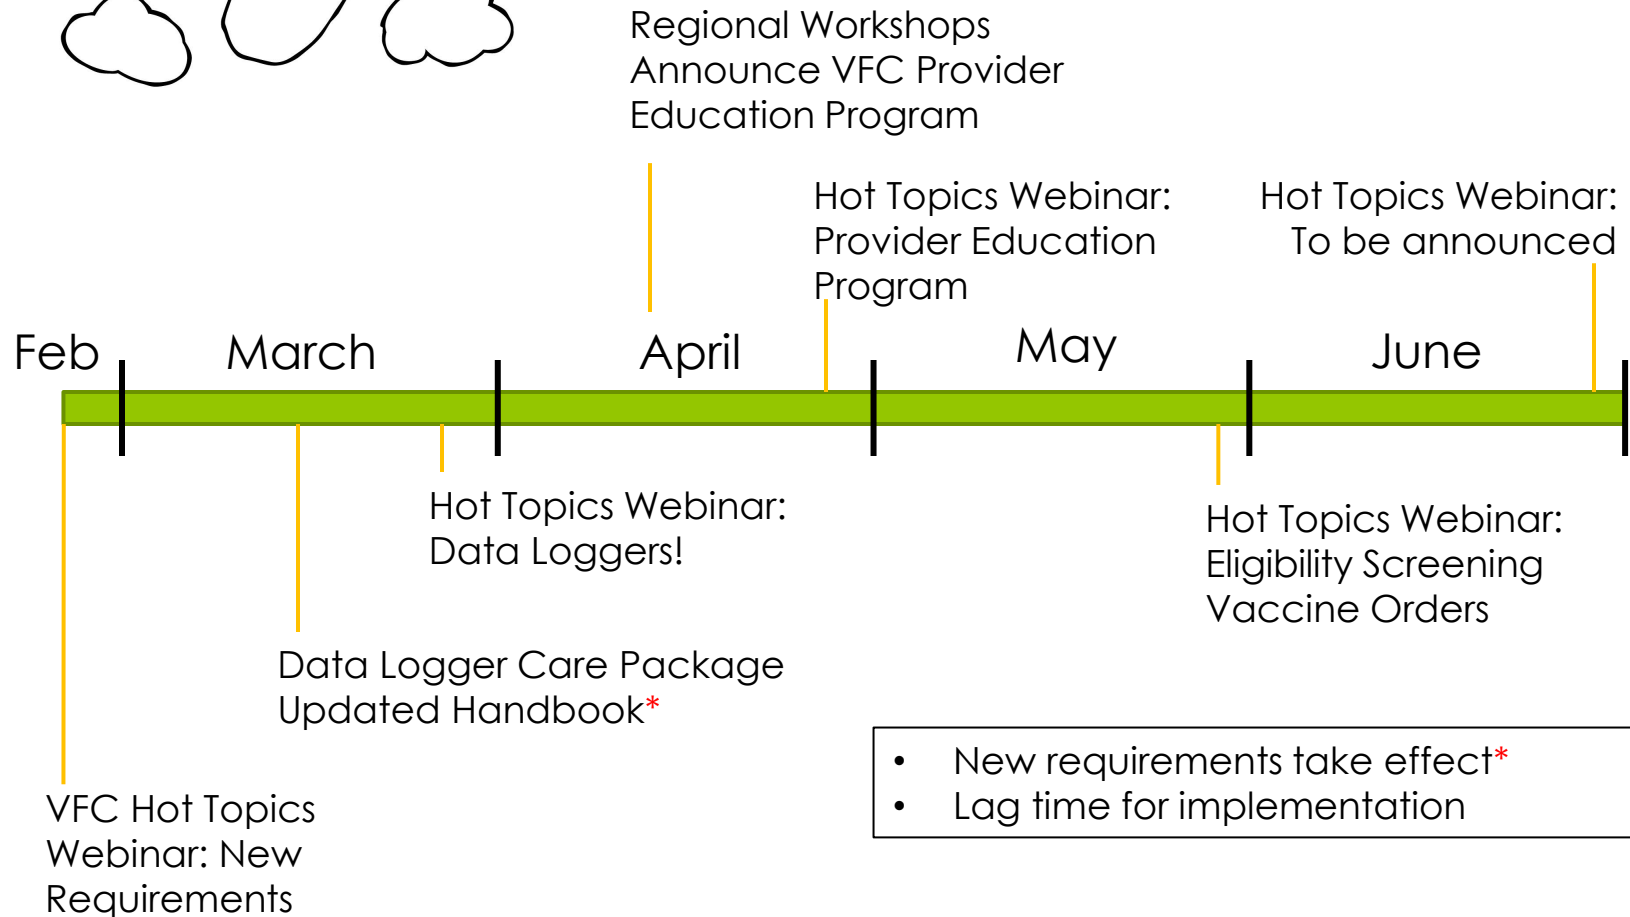 Regional Workshops
Announce VFC Provider
Education Program
Hot Topics Webinar:
Provider Education
Program
Hot Topics Webinar:
To be announced
Feb
March
April
May
June
Hot Topics Webinar:
Data Loggers!
Hot Topics Webinar:
Eligibility Screening
Vaccine Orders
Data Logger Care Package
Updated Handbook*
• New requirements take effect*
• Lag time for implementation
VFC Hot Topics
Webinar: New
Requirements